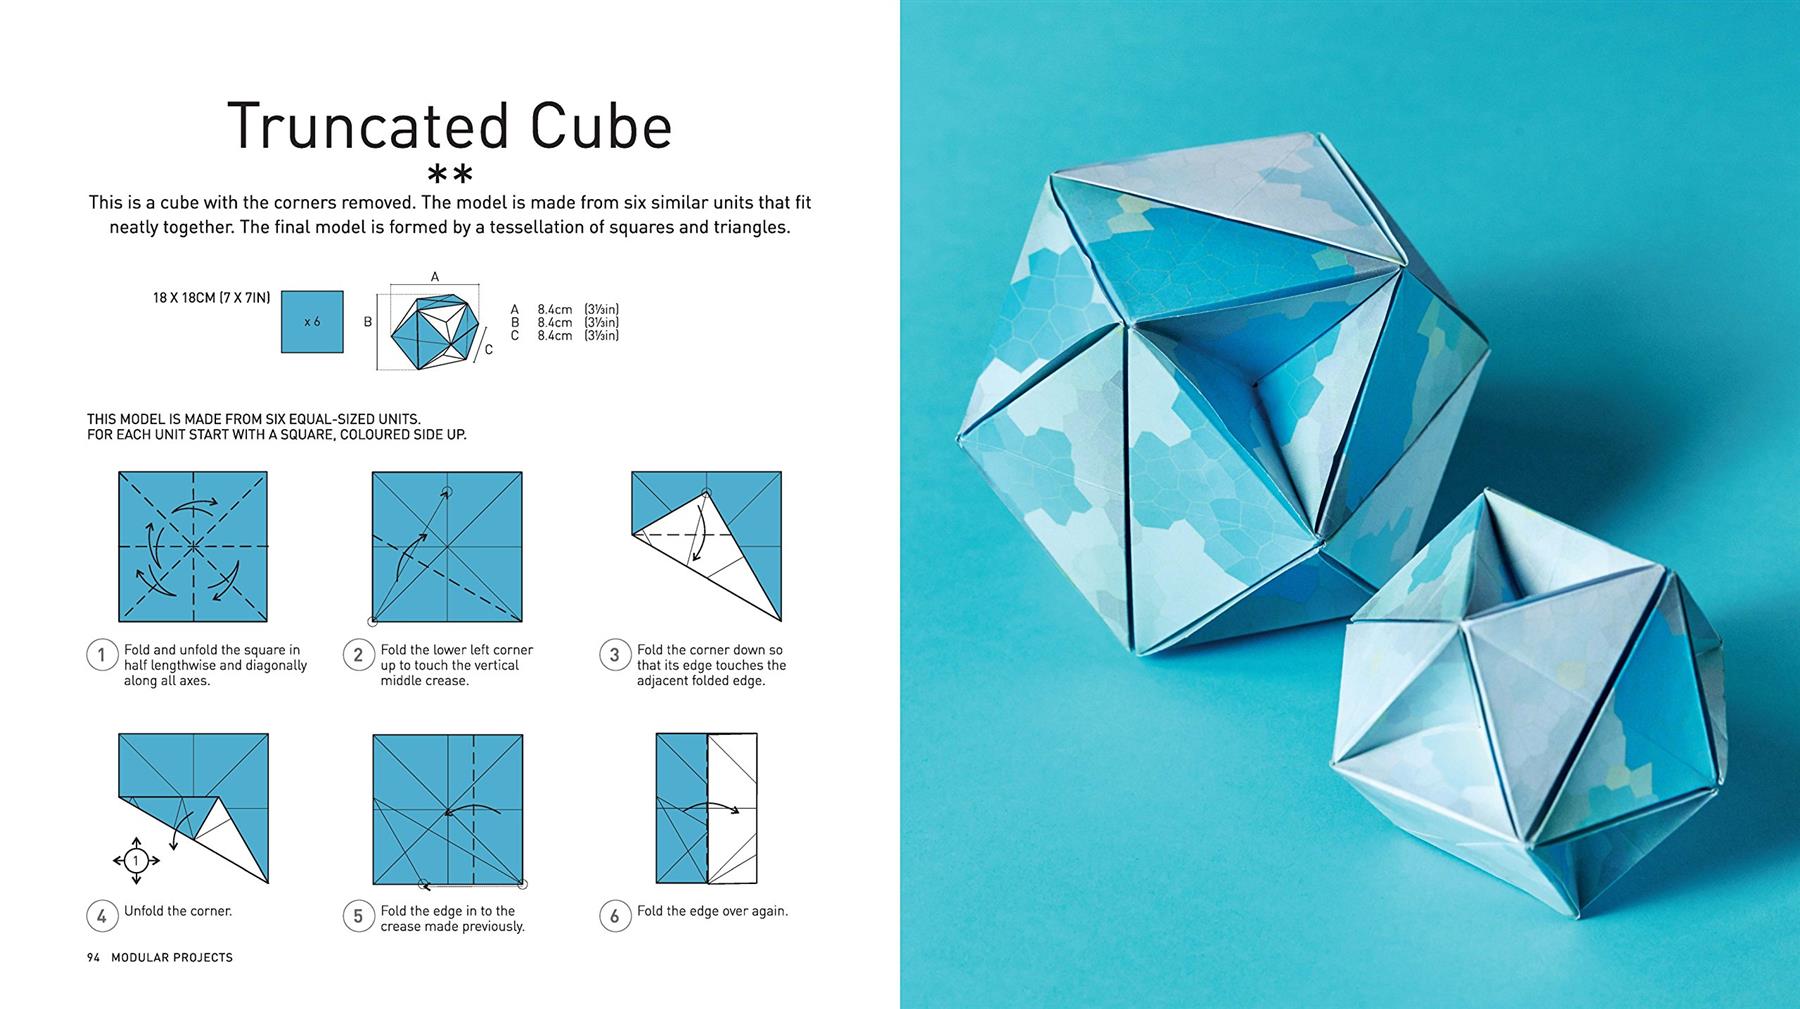 Truncated Cube
**
This is a cube with the corners removed. The model is made from six similar units that fit
neatly together. The final model is formed by a tessellation of squares and triangles.
18 X 18CM (7 X 7IN)
x 6
A
B
C
A 8.4cm (3⅓in)
B 8.4cm (3⅓in)
C 8.4cm (3⅓in)
THIS MODEL IS MADE FROM SIX EQUAL-SIZED UNITS.
FOR EACH UNIT START WITH A SQUARE, COLOURED SIDE UP.
1 Fold and unfold the square in
half lengthwise and diagonally
along all axes.
2 Fold the lower left corner
up to touch the vertical
middle crease.
3 Fold the corner down so
that its edge touches the
adjacent folded edge.
1
4 Unfold the corner.
5 Fold the edge in to the
crease made previously.
6 Fold the edge over again.
94 MODULAR PROJECTS